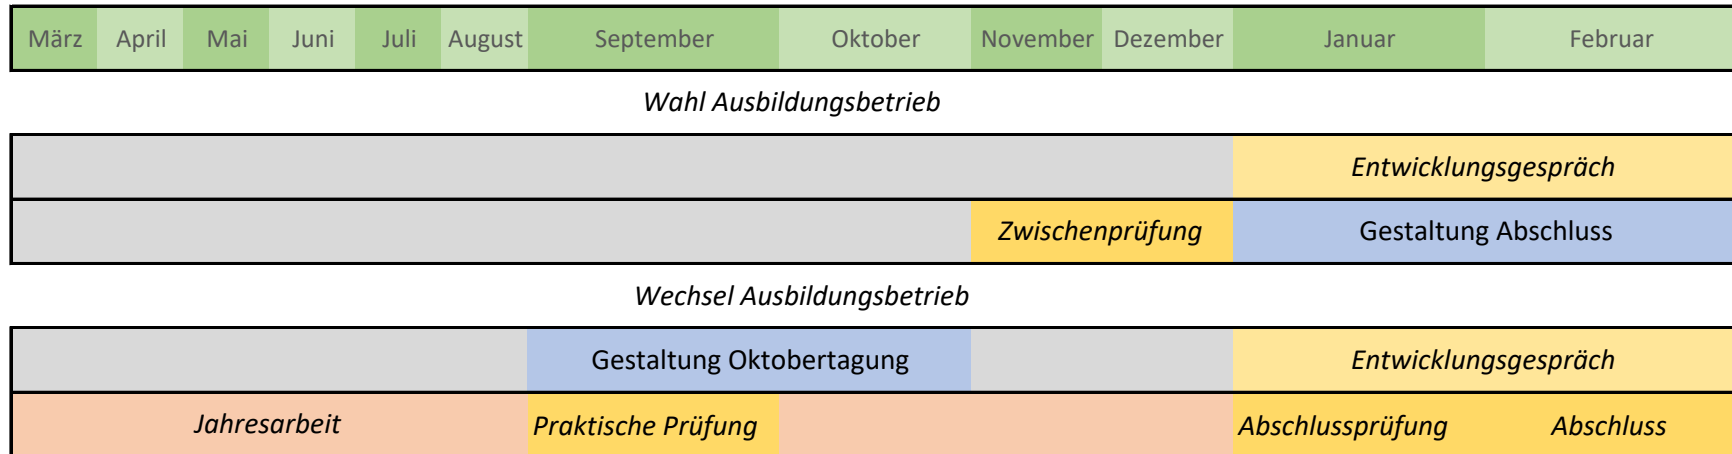 März April Mai Juni Juli August September Oktober November Dezember Januar Februar
Wahl Ausbildungsbetrieb
Entwicklungsgespräch
Zwischenprüfung Gestaltung Abschluss
Wechsel Ausbildungsbetrieb
Gestaltung Oktobertagung Entwicklungsgespräch
Jahresarbeit Praktische Prüfung Abschlussprüfung Abschluss